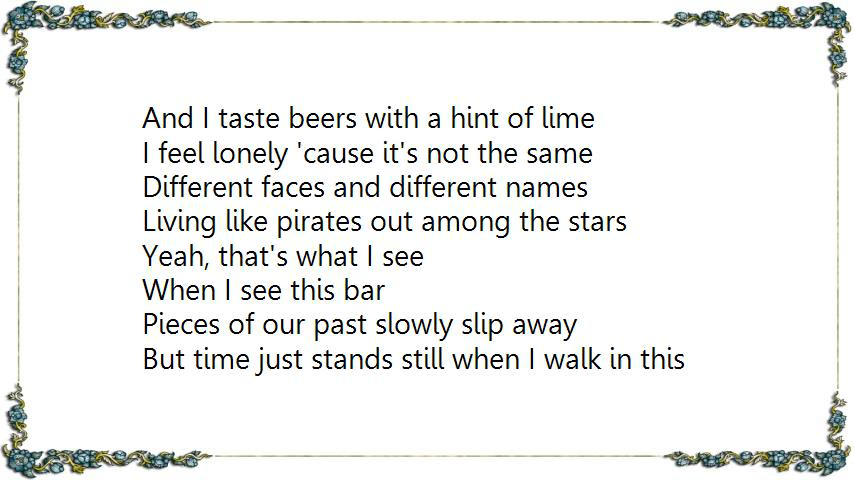 And I taste beers with a hint of lime
I feel lonely 'cause it's not the same
Different faces and different names
Living like pirates out among the stars
Yeah, that's what I see
When I see this bar
Pieces of our past slowly slip away
But time just stands still when I walk in this